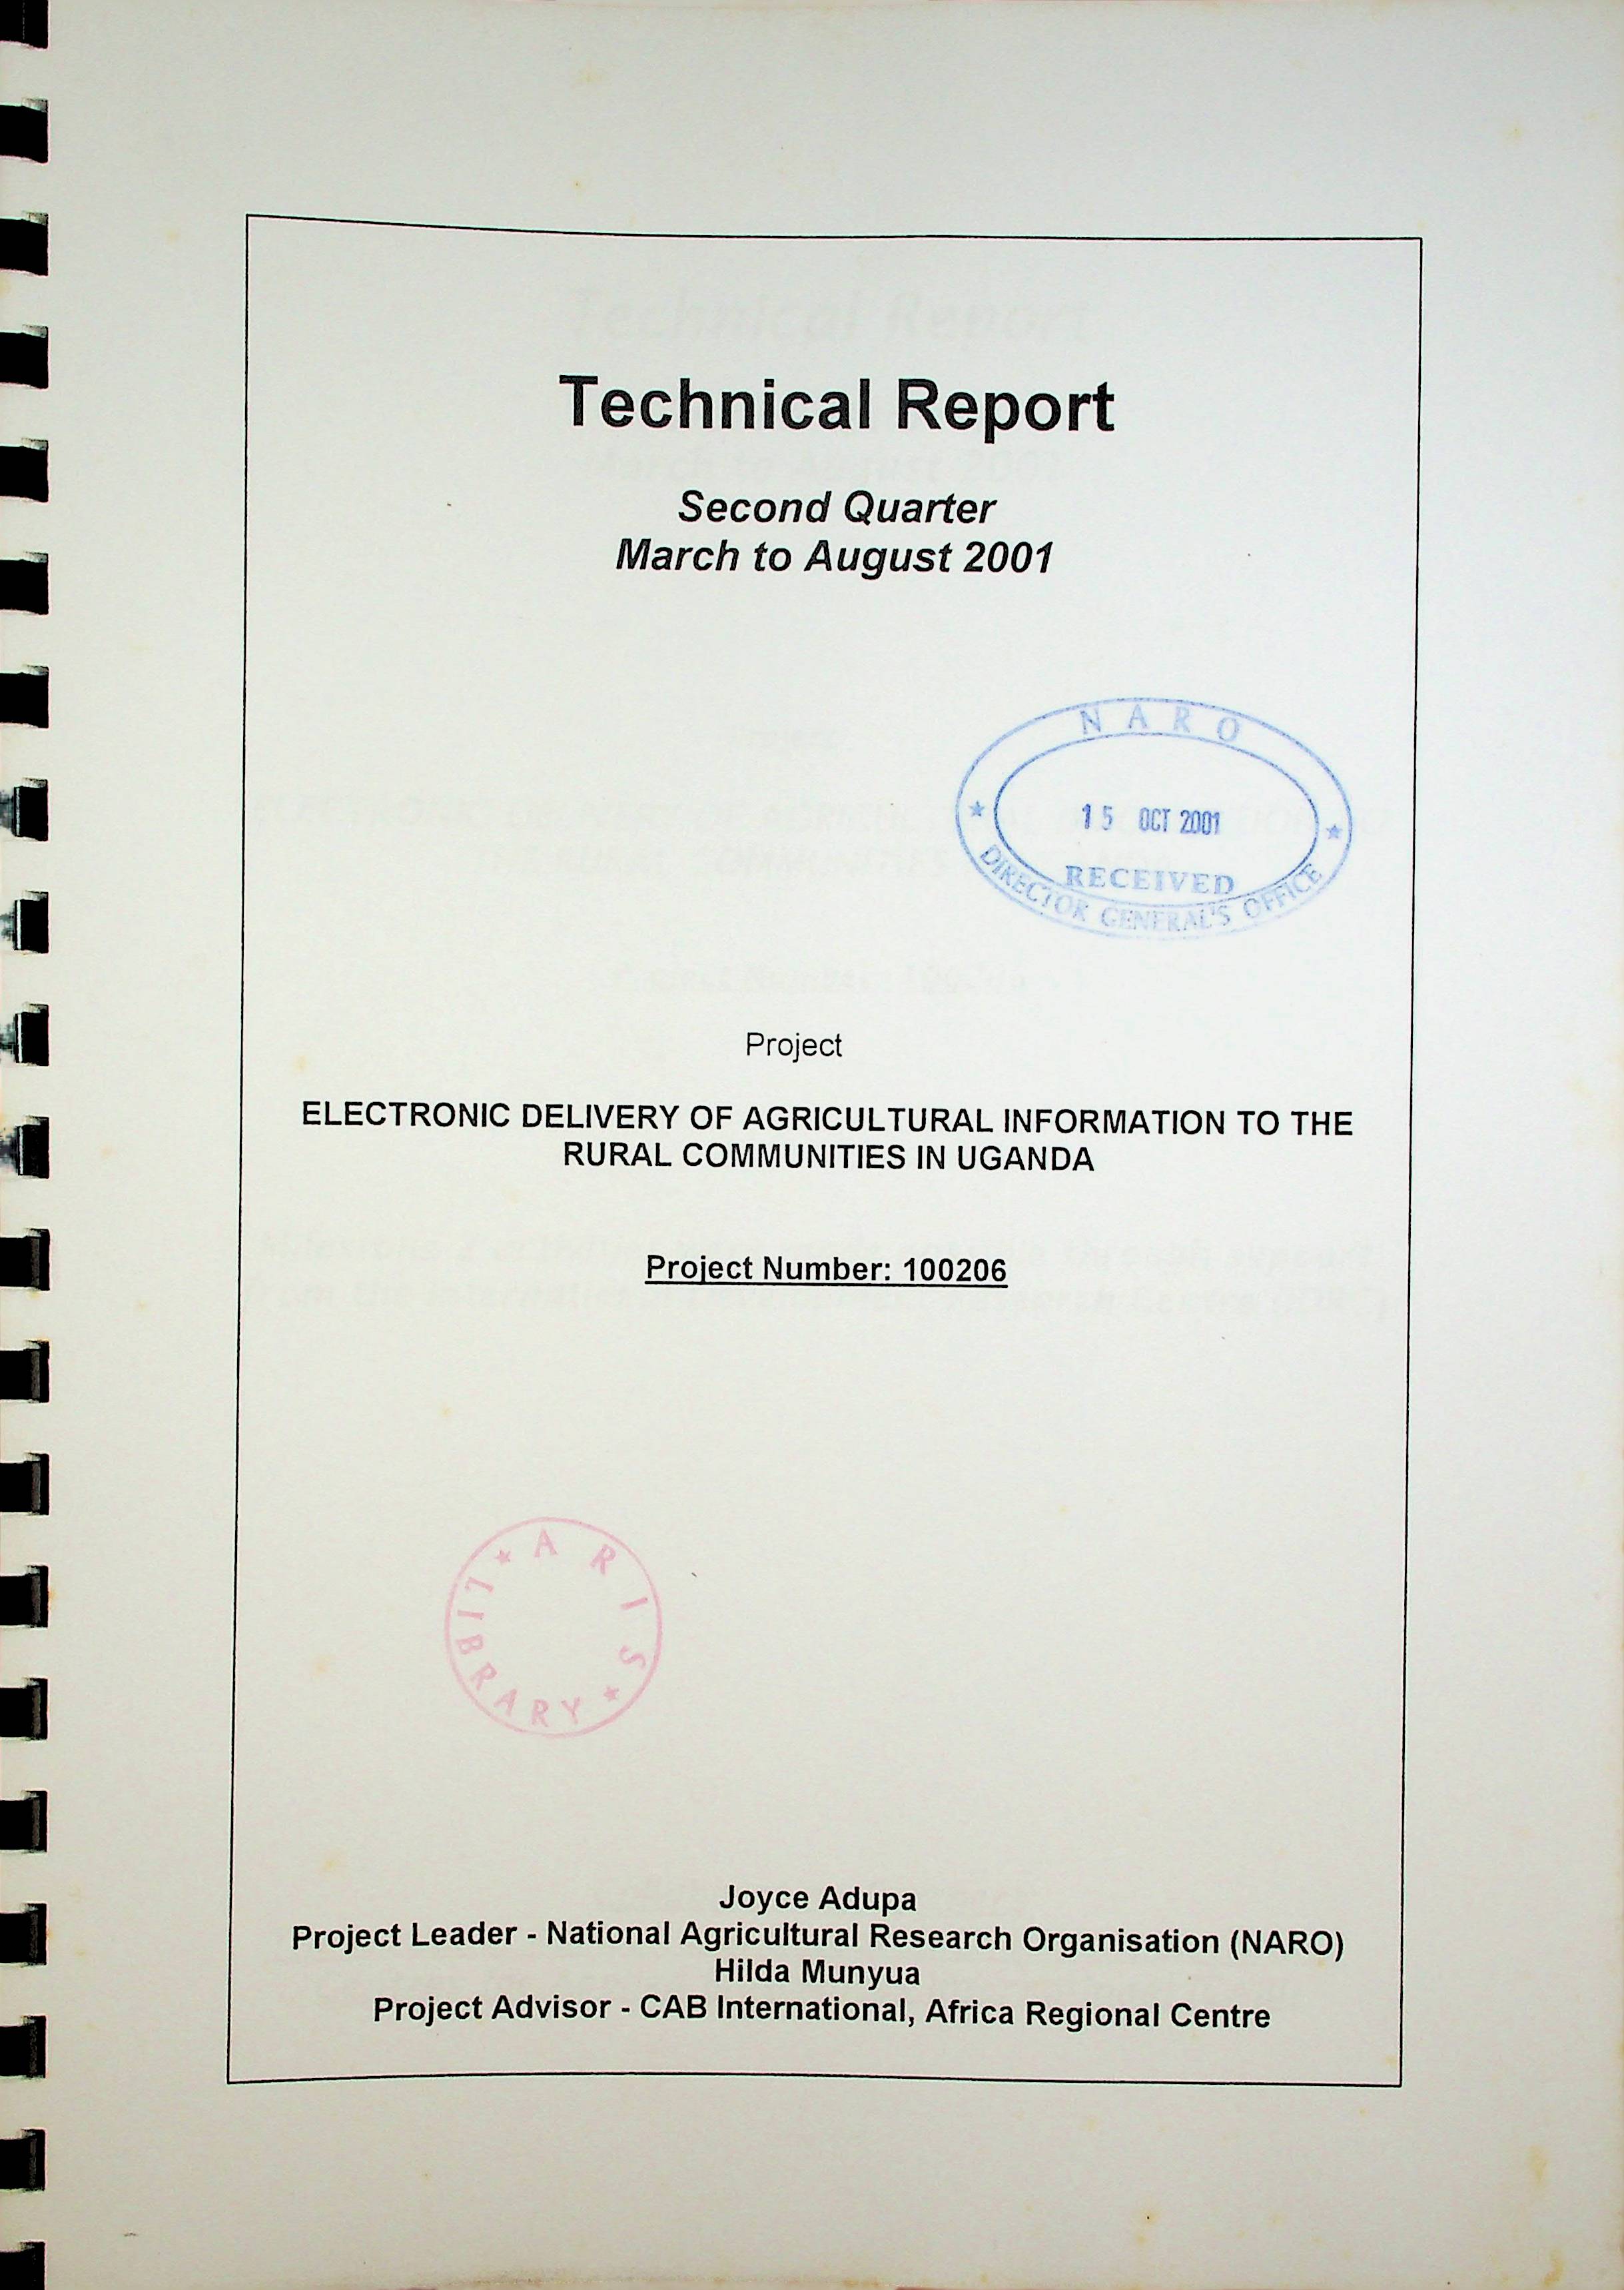 Technical Report
Second Quarter
March to August 2001
NARO
15 OCT 2001
RECEIVED
DIRECTOR GENERAL'S OFFICE
Project
ELECTRONIC DELIVERY OF AGRICULTURAL INFORMATION TO THE
RURAL COMMUNITIES IN UGANDA
Project Number: 100206
ARIS
LIBRARY
Joyce Adupa
Project Leader - National Agricultural Research Organisation (NARO)
Hilda Munyua
Project Advisor - CAB International, Africa Regional Centre